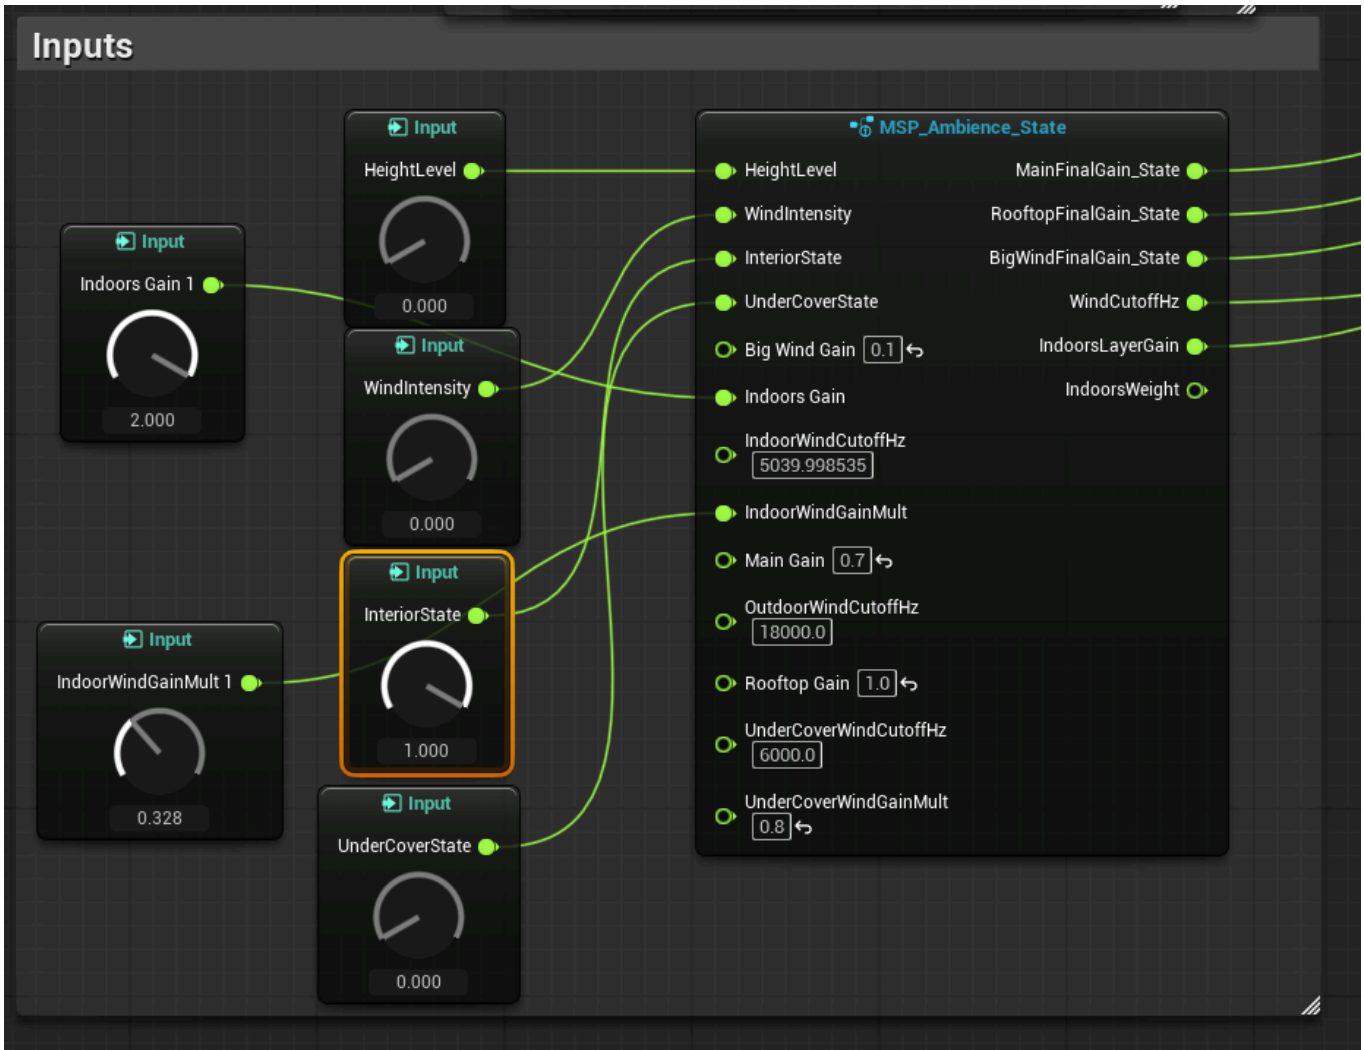 Inputs
Input
HeightLevel
0.000
Input
Indoors Gain 1
2.000
Input
WindIntensity
0.000
Input
InteriorState
1.000
Input
IndoorWindGainMult 1
0.328
Input
UnderCoverState
0.000
MSP_Ambience_State
HeightLevel
MainFinalGain_State
WindIntensity
RooftopFinalGain_State
InteriorState
BigWindFinalGain_State
UnderCoverState
WindCutoffHz
Big Wind Gain 0.1
IndoorsLayerGain
Indoors Gain
IndoorsWeight
IndoorWindCutoffHz
5039.998535
IndoorWindGainMult
Main Gain 0.7
OutdoorWindCutoffHz
18000.0
Rooftop Gain 1.0
UnderCoverWindCutoffHz
6000.0
UnderCoverWindGainMult
0.8